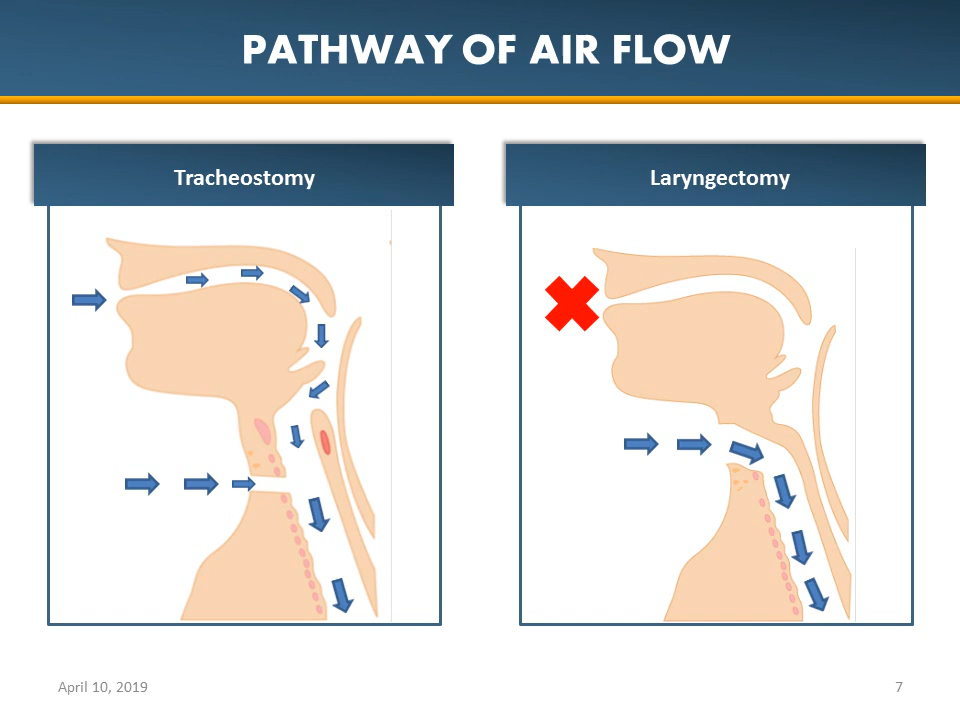 PATHWAY OF AIR FLOW
Tracheostomy
Laryngectomy
April 10, 2019
7